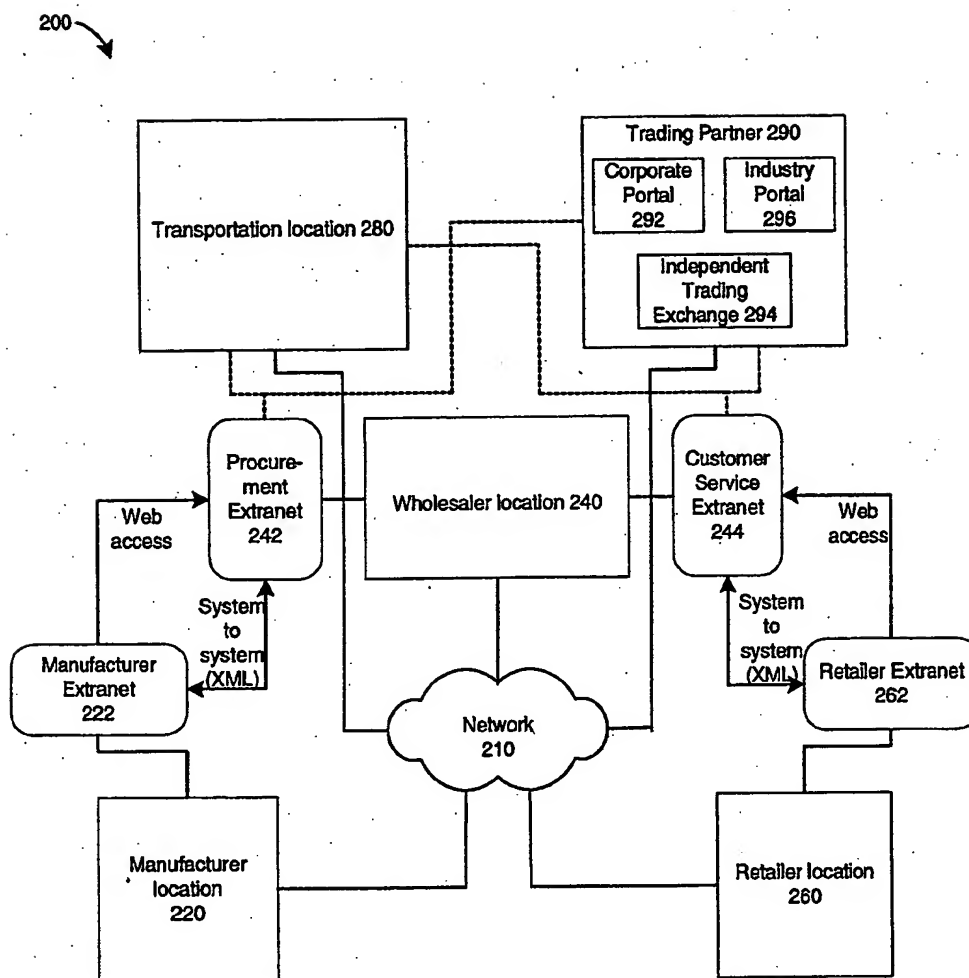 200
Transportation location 280
Trading Partner 290
Corporate
Portal
292
Industry
Portal
296
Independent
Trading
Exchange 294
Procure-
ment
Extranet
242
Wholesaler location 240
Customer
Service
Extranet
244
Web
access
Web
access
System
to
system
(XML)
System
to
system
(XML)
Manufacturer
Extranet
222
Network
210
Retailer Extranet
262
Manufacturer
location
220
Retailer location
260